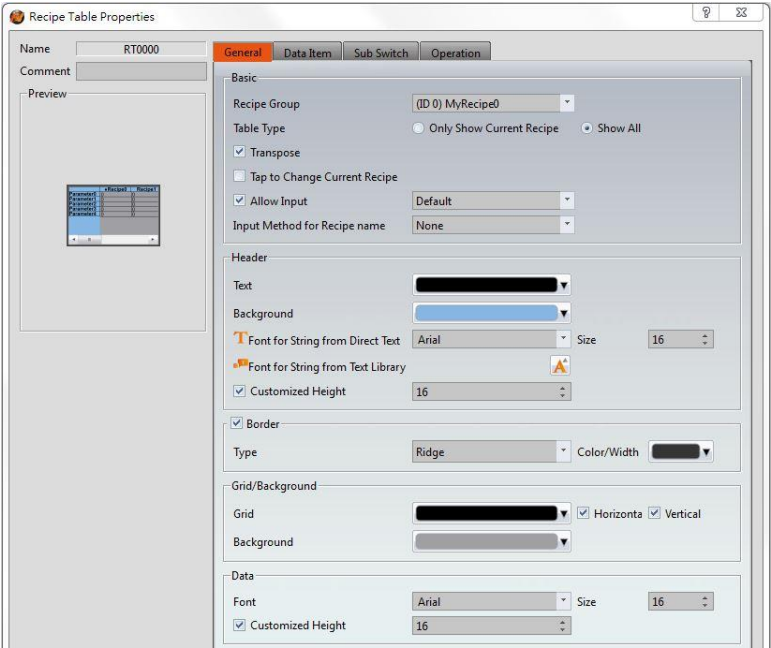 Recipe Table Properties
Name RT0000
Comment
Preview
General Data Item Sub Switch Operation
Basic
Recipe Group (ID 0) MyRecipe0
Table Type Only Show Current Recipe Show All
Transpose
Tap to Change Current Recipe
Allow Input Default
Input Method for Recipe name None
Header
Text
Background
Font for String from Direct Text Arial Size 16
Font for String from Text Library
Customized Height 16
Border
Type Ridge Color/Width
Grid/Background
Grid Horizonta Vertical
Background
Data
Font Arial Size 16
Customized Height 16